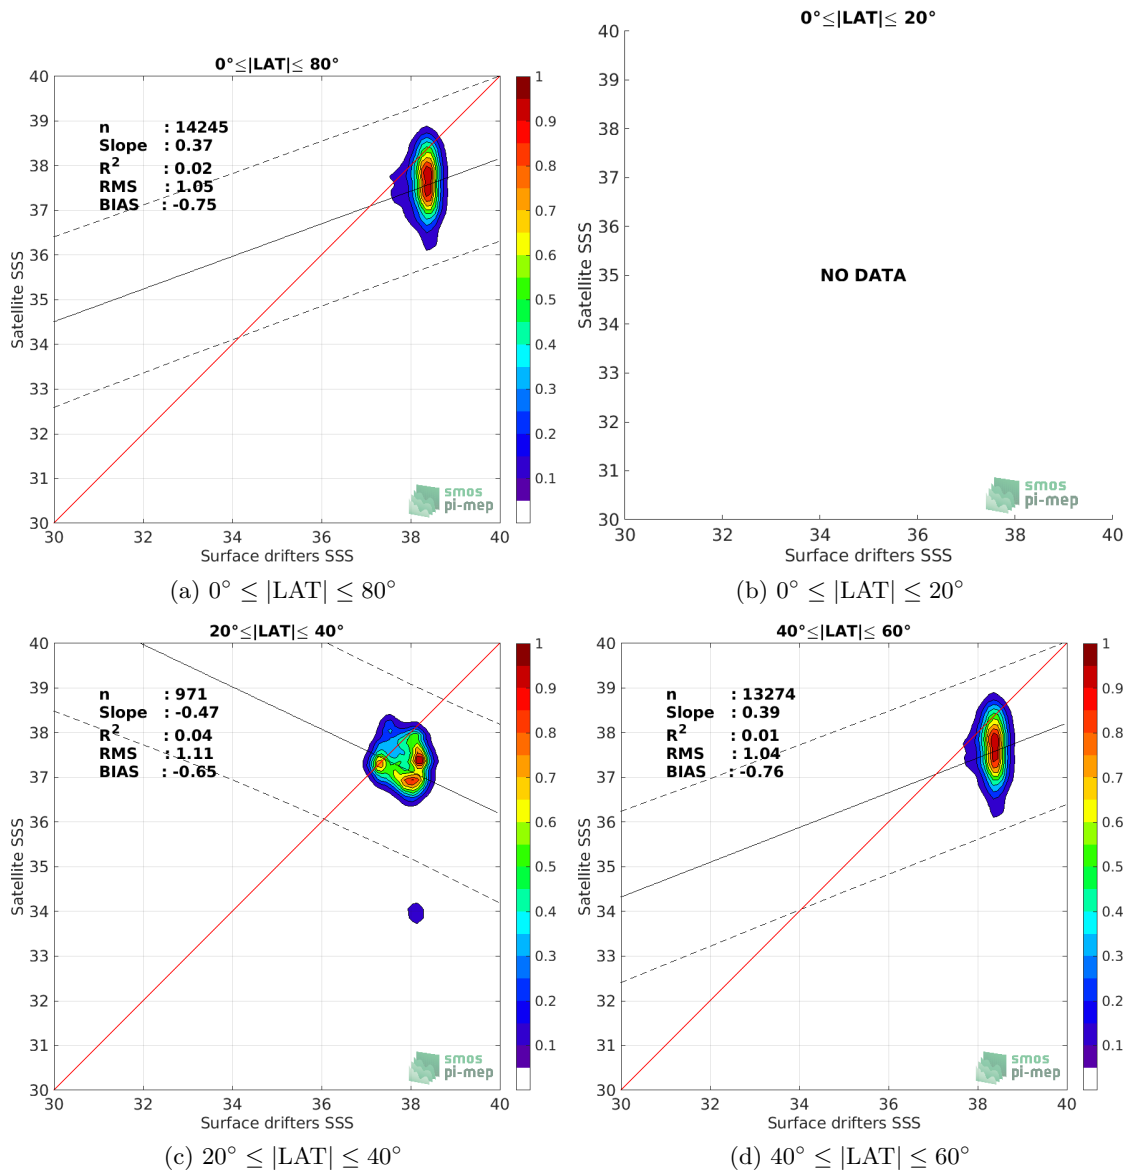 0°≤|LAT|≤ 80°
n : 14245
Slope : 0.37
R2 : 0.02
RMS : 1.05
BIAS : -0.75
40
39
38
37
36
35
34
33
32
31
30
30 32 34 36 38 40
Satellite SSS
Surface drifters SSS
1
0.9
0.8
0.7
0.6
0.5
0.4
0.3
0.2
0.1
smos
pi-mep
(a) 0° ≤ |LAT| ≤ 80°
0°≤|LAT|≤ 20°
40
39
38
37
36
35
34
33
32
31
30
30 32 34 36 38 40
Satellite SSS
Surface drifters SSS
NO DATA
smos
pi-mep
(b) 0° ≤ |LAT| ≤ 20°
20°≤|LAT|≤ 40°
n : 971
Slope : -0.47
R2 : 0.04
RMS : 1.11
BIAS : -0.65
40
39
38
37
36
35
34
33
32
31
30
30 32 34 36 38 40
Satellite SSS
Surface drifters SSS
1
0.9
0.8
0.7
0.6
0.5
0.4
0.3
0.2
0.1
smos
pi-mep
(c) 20° ≤ |LAT| ≤ 40°
40°≤|LAT|≤ 60°
n : 13274
Slope : 0.39
R2 : 0.01
RMS : 1.04
BIAS : -0.76
40
39
38
37
36
35
34
33
32
31
30
30 32 34 36 38 40
Satellite SSS
Surface drifters SSS
1
0.9
0.8
0.7
0.6
0.5
0.4
0.3
0.2
0.1
smos
pi-mep
(d) 40° ≤ |LAT| ≤ 60°